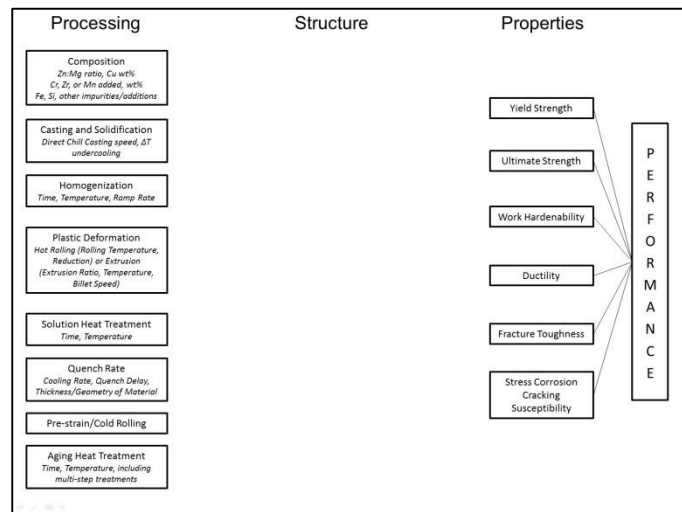 Processing
Structure
Properties
Composition
Zn:Mg ratio, Cu wt%
Cr, Zr, or Mn added, wt%
Fe, Si, other impurities/additions
Casting and Solidification
Direct Chill Casting speed, ΔT
undercooling
Homogenization
Time, Temperature, Ramp Rate
Plastic Deformation
Hot Rolling (Rolling Temperature,
Reduction) or Extrusion
(Extrusion Ratio, Temperature,
Billet Speed)
Solution Heat Treatment
Time, Temperature
Quench Rate
Cooling Rate, Quench Delay,
Thickness/Geometry of Material
Pre-strain/Cold Rolling
Aging Heat Treatment
Time, Temperature, including
multi-step treatments
Yield Strength
Ultimate Strength
Work Hardenability
Ductility
Fracture Toughness
Stress Corrosion
Cracking
Susceptibility
PERFORMANCE